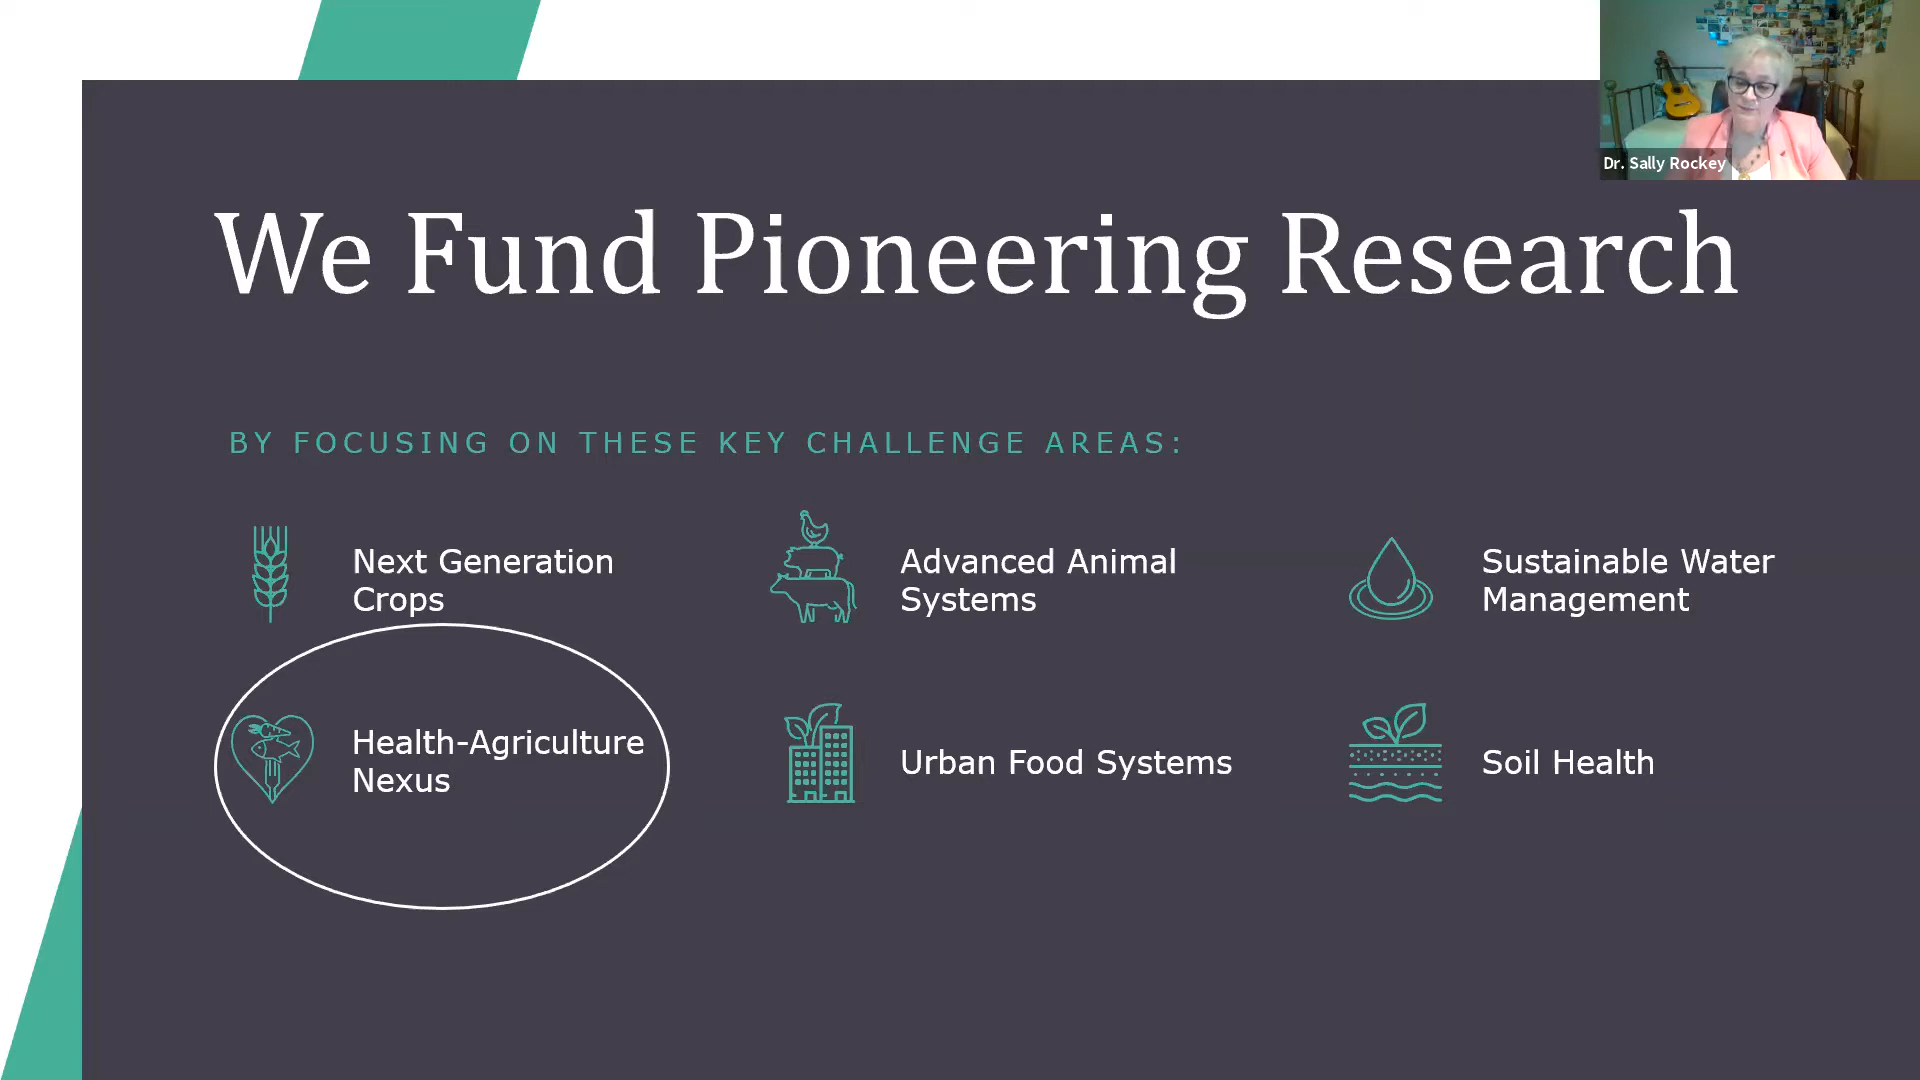 Dr. Sally Rockey
We Fund Pioneering Research
BY FOCUSING ON THESE KEY CHALLENGE AREAS:
Next Generation
Crops
Advanced Animal
Systems
Sustainable Water
Management
Health-Agriculture
Nexus
Urban Food Systems
Soil Health